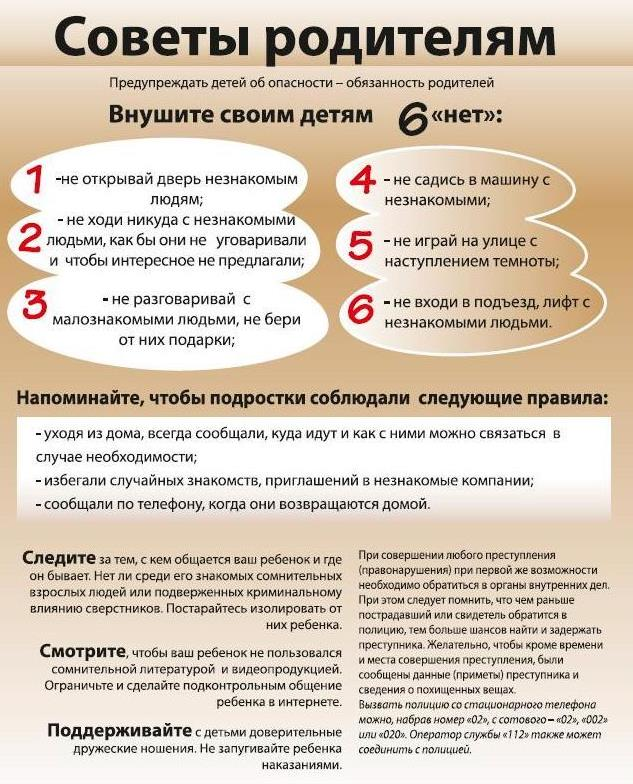 Советы родителям
Предупреждать детей об опасности – обязанность родителей
Внушите своим детям 6 «нет»:
1 -не открывай дверь незнакомым
людям;
2 - не ходи никуда с незнакомыми
людьми, как бы они не уговаривали
и чтобы интересное не предлагали;
3 - не разговаривай с
малознакомыми людьми, не бери
от них подарки;
4 - не садись в машину с
незнакомыми;
5 - не играй на улице с
наступлением темноты;
6 - не входи в подъезд, лифт с
незнакомыми людьми.
Напоминайте, чтобы подростки соблюдали следующие правила:
- уходя из дома, всегда сообщали, куда идут и как с ними можно связаться в
случае необходимости;
- избегали случайных знакомств, приглашений в незнакомые компании;
- сообщали по телефону, когда они возвращаются домой.
Следите за тем, с кем общается ваш ребенок и где
он бывает. Нет ли среди его знакомых сомнительных
взрослых людей или подверженных криминальному
влиянию сверстников. Постарайтесь изолировать от
них ребенка.
Смотрите, чтобы ваш ребенок не пользовался
сомнительной литературой и видеопродукцией.
Ограничьте и сделайте подконтрольным общение
ребенка в интернете.
Поддерживайте с детьми доверительные
дружеские ношения. Не запугивайте ребенка
наказаниями.
При совершении любого преступления
(правонарушения) при первой же возможности
необходимо обратиться в органы внутренних дел.
При этом следует помнить, что чем раньше
пострадавший или свидетель обратится в
полицию, тем больше шансов найти и задержать
преступника. Желательно, чтобы кроме времени
и места совершения преступления, были
сообщены данные (приметы) преступника и
сведения о похищенных вещах.
Вызвать полицию со стационарного телефона
можно, набрав номер «02», с сотового – «02», «002»
или «020». Оператор службы «112» также может
соединить с полицией.